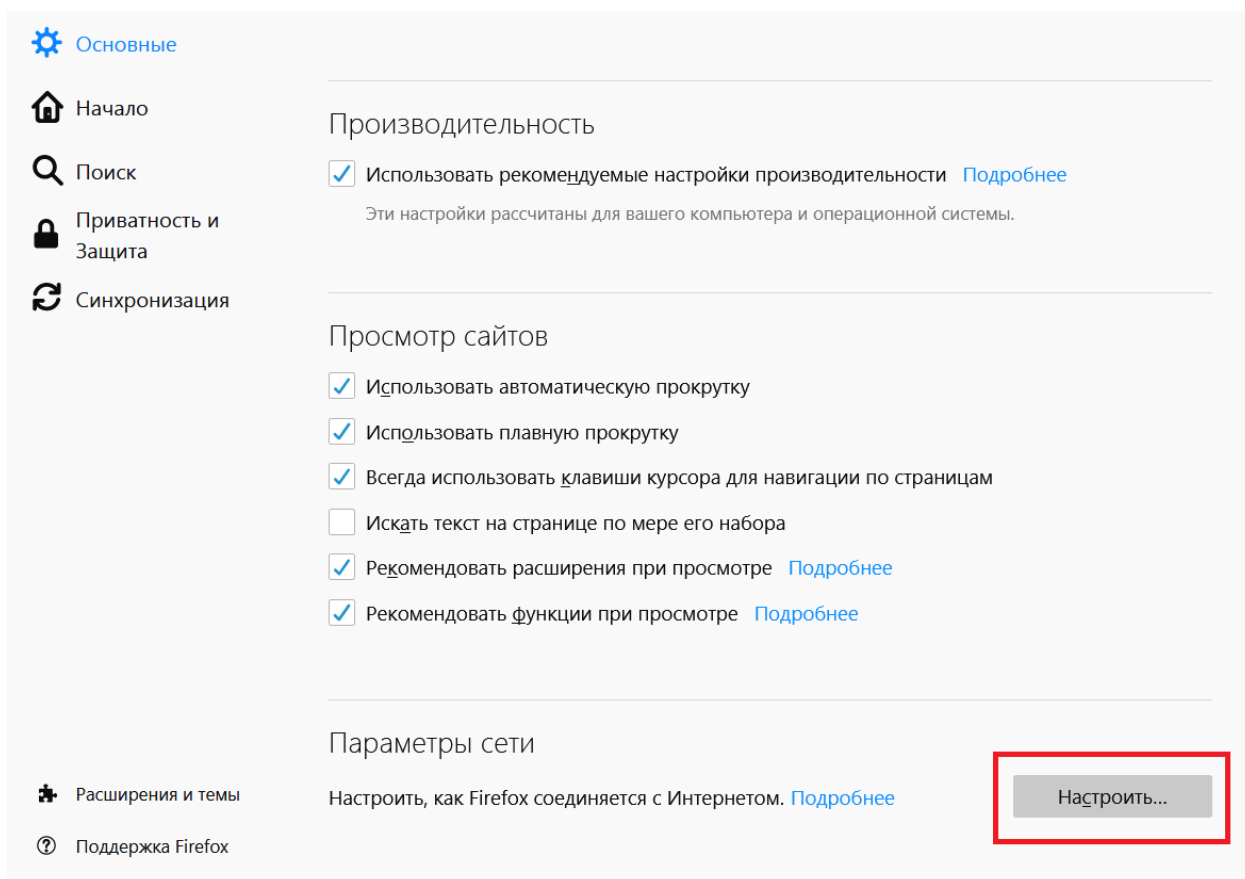 Основные
Начало
Поиск
Приватность и
Защита
Синхронизация
Расширения и темы
Поддержка Firefox
Производительность
Использовать рекомендуемые настройки производительности Подробнее
Эти настройки рассчитаны для вашего компьютера и операционной системы.
Просмотр сайтов
Использовать автоматическую прокрутку
Использовать плавную прокрутку
Всегда использовать клавиши курсора для навигации по страницам
Искать текст на странице по мере его набора
Рекомендовать расширения при просмотре Подробнее
Рекомендовать функции при просмотре Подробнее
Параметры сети
Настроить, как Firefox соединяется с Интернетом. Подробнее
Настроить...